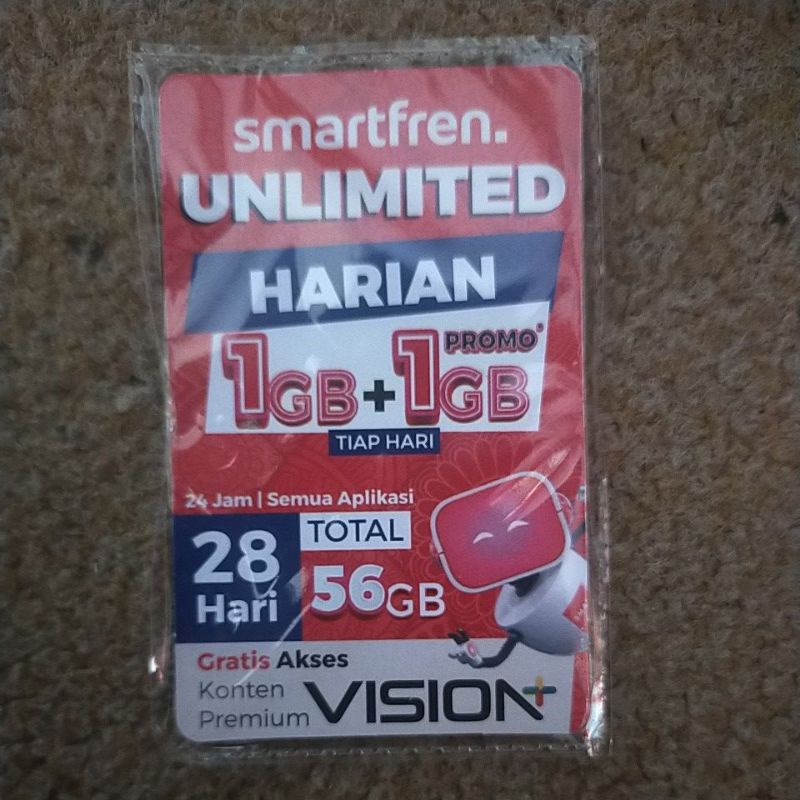 smartfren.
UNLIMITED
HARIAN
1GB+1GB PROMO*
TIAP HARI
24 Jam | Semua Aplikasi
28 Hari
TOTAL
56GB
Gratis Akses
Konten
Premium
VISION+